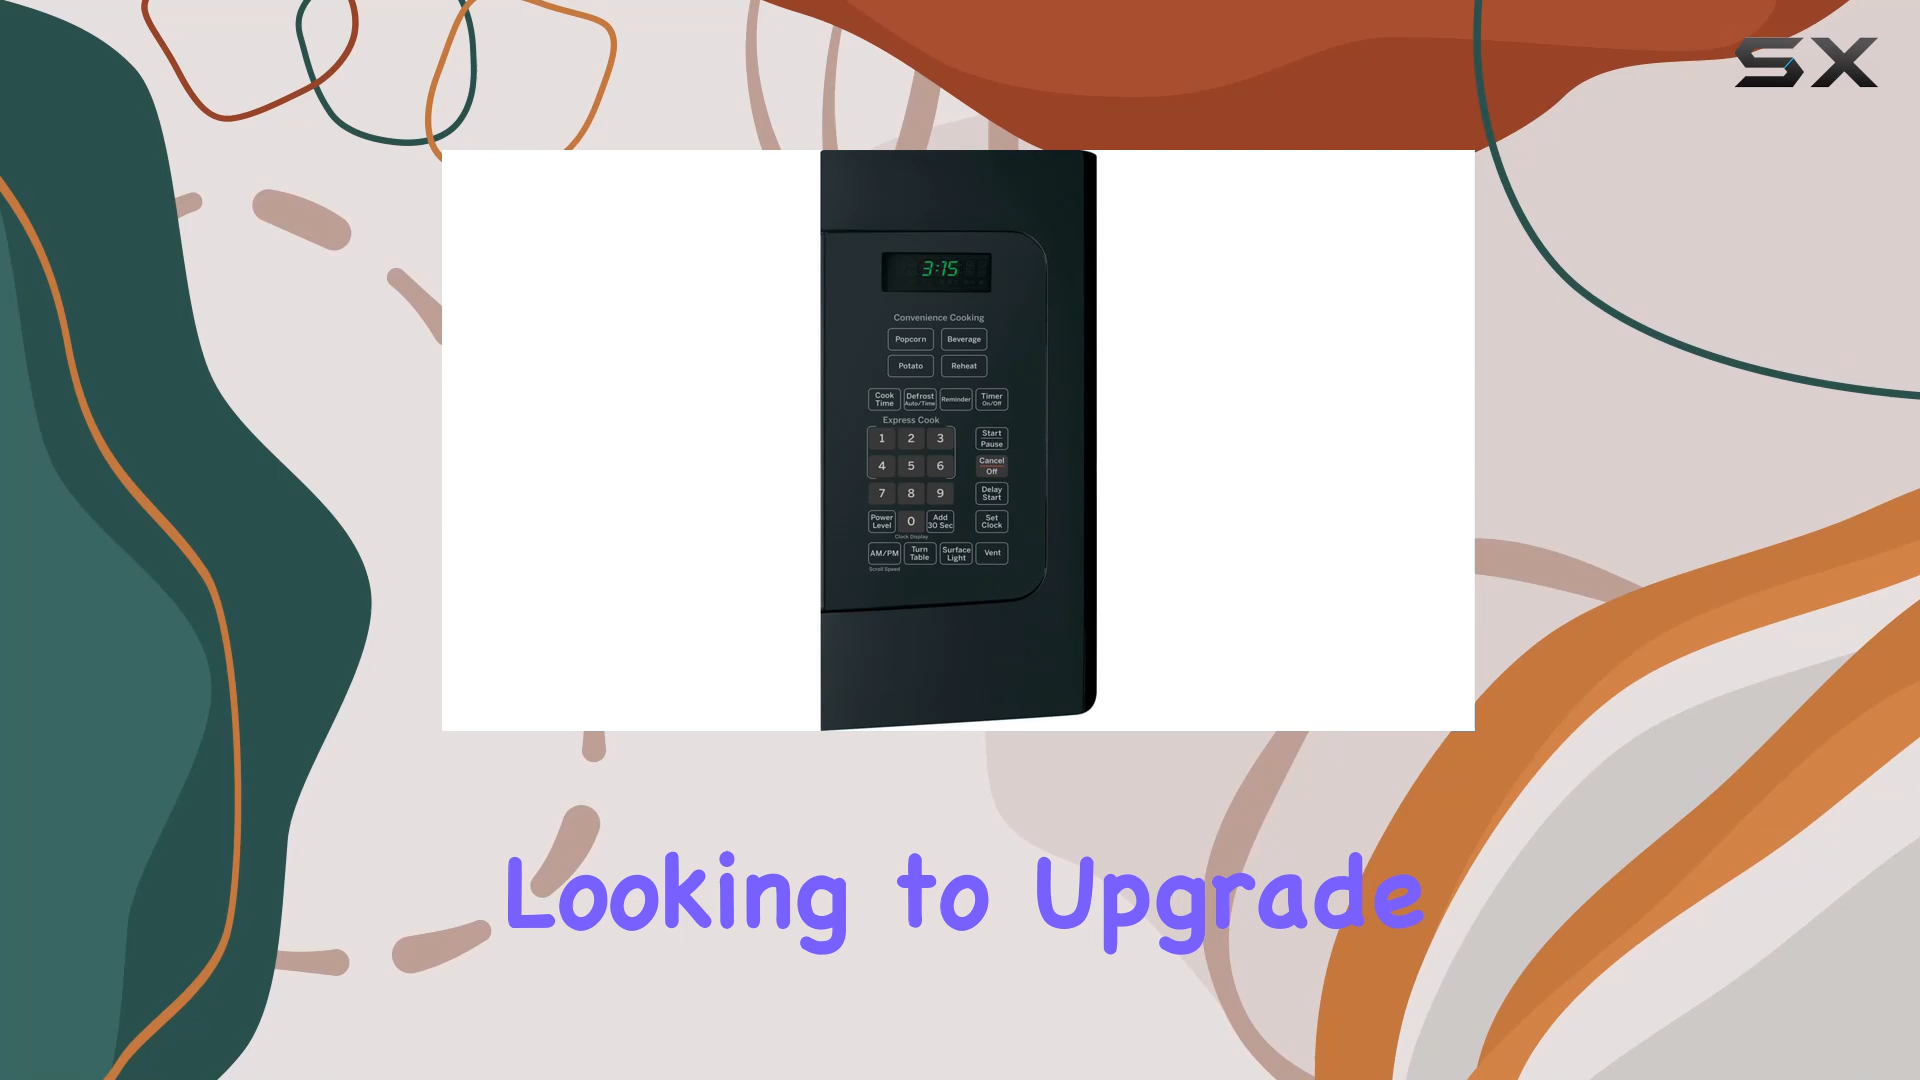 SX
3:15
Convenience Cooking
Popcorn Beverage
Potato Reheat
Cook Time Defrost Auto/Time Reminder Timer On/Off
Express Cook
1 2 3 Start Pause
4 5 6 Cancel Off
7 8 9 Delay Start
Power Level 0 Add 30 Sec Set Clock
Clock Display
AM/PM Turn Table Surface Light Vent
Scroll Speed
Looking to Upgrade